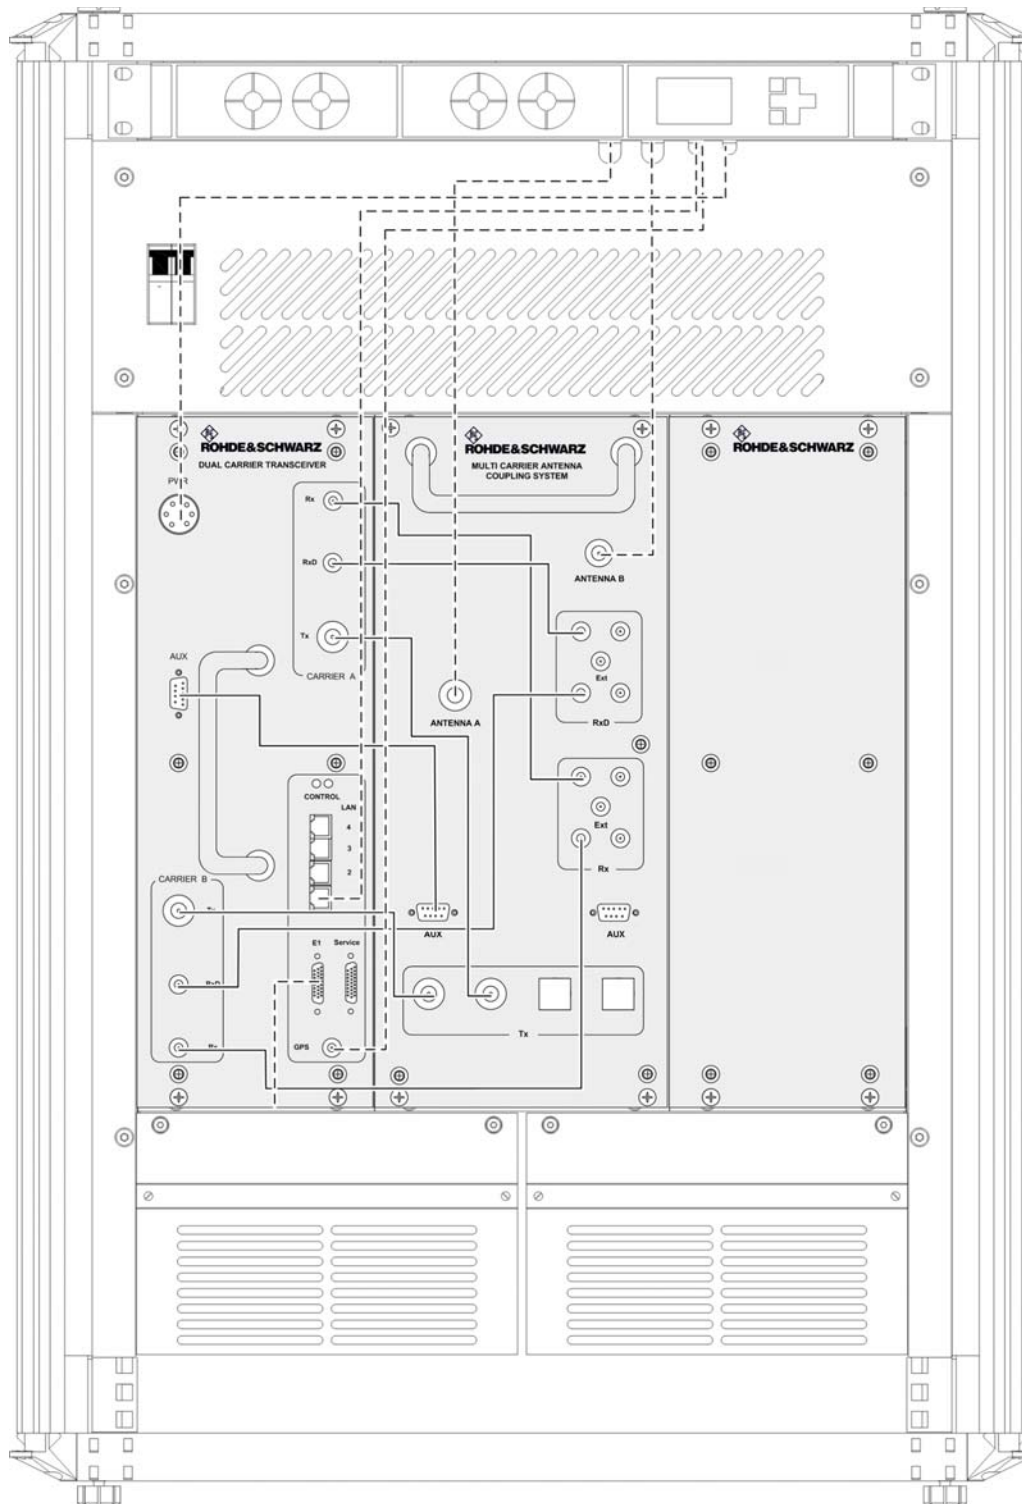 ROHDE&SCHWARZ
DUAL CARRIER TRANSCEIVER
PWR
Rx
RxD
Tx
CARRIER A
AUX
CONTROL
LAN
4
3
2
CARRIER B
E1
Service
GPS
ROHDE&SCHWARZ
MULTI CARRIER ANTENNA
COUPLING SYSTEM
ANTENNA B
ANTENNA A
Ext
RxD
Ext
Rx
AUX
AUX
Tx
ROHDE&SCHWARZ